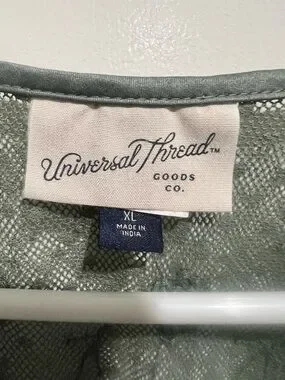 Universal Thread™
GOODS
CO.
XL
MADE IN
INDIA